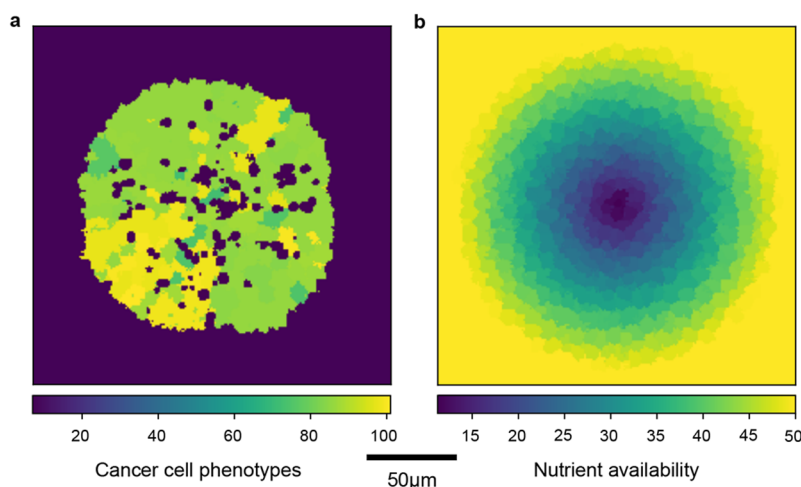 a
b
20 40 60 80 100
15 20 25 30 35 40 45 50
Cancer cell phenotypes
50μm
Nutrient availability